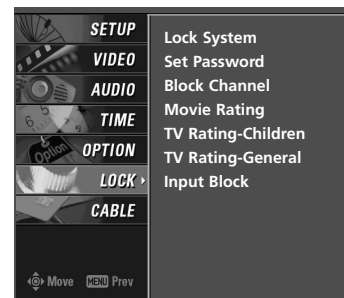 SETUP
VIDEO
AUDIO
TIME
OPTION
LOCK
CABLE
Move MENU Prev
Lock System
Set Password
Block Channel
Movie Rating
TV Rating-Children
TV Rating-General
Input Block